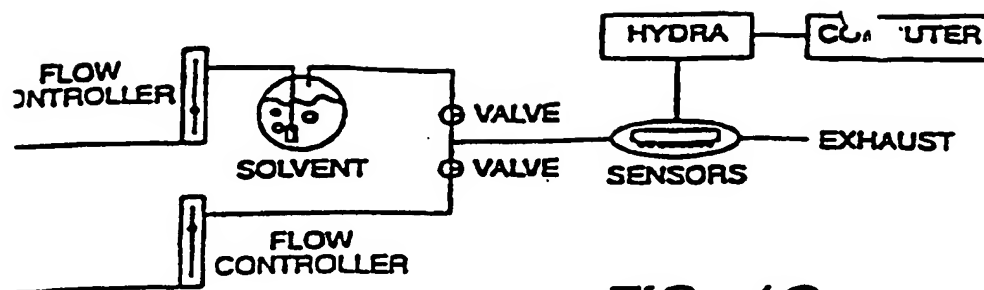 HYDRA
FLOW
VALVE
SOLVENT
VALVE
SENSORS
EXHAUST
FLOW
CONTROLLER